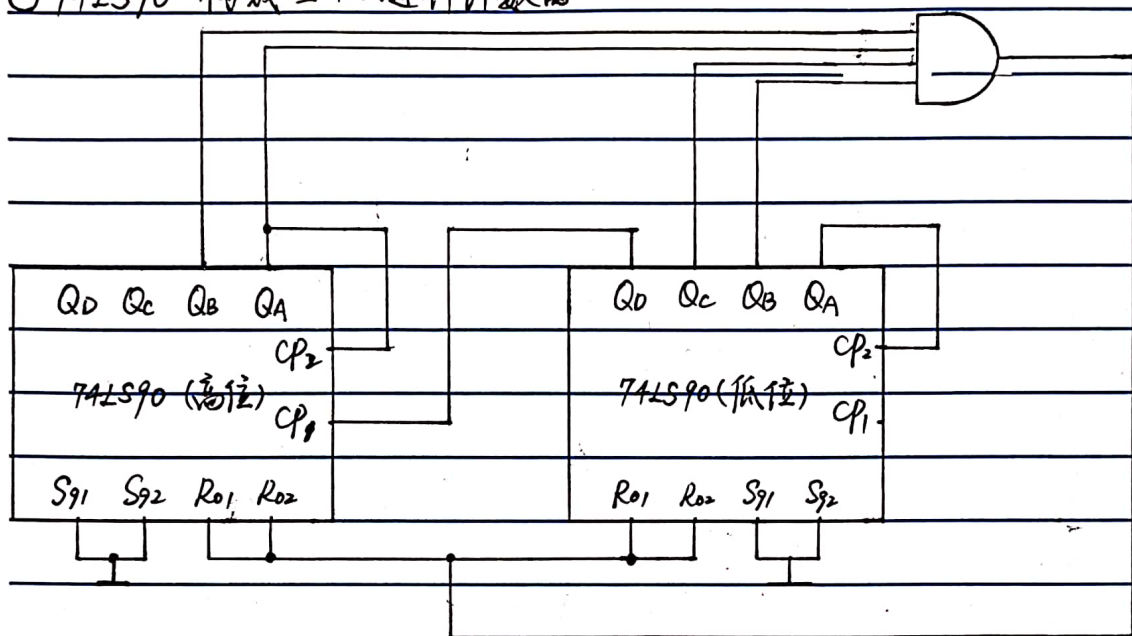 74LS90
QD QC QB QA
CP2
74LS90 (高位)
CP1
S91 S92 R01 R02
QD QC QB QA
CP2
74LS90 (低位)
CP1
R01 R02 S91 S92